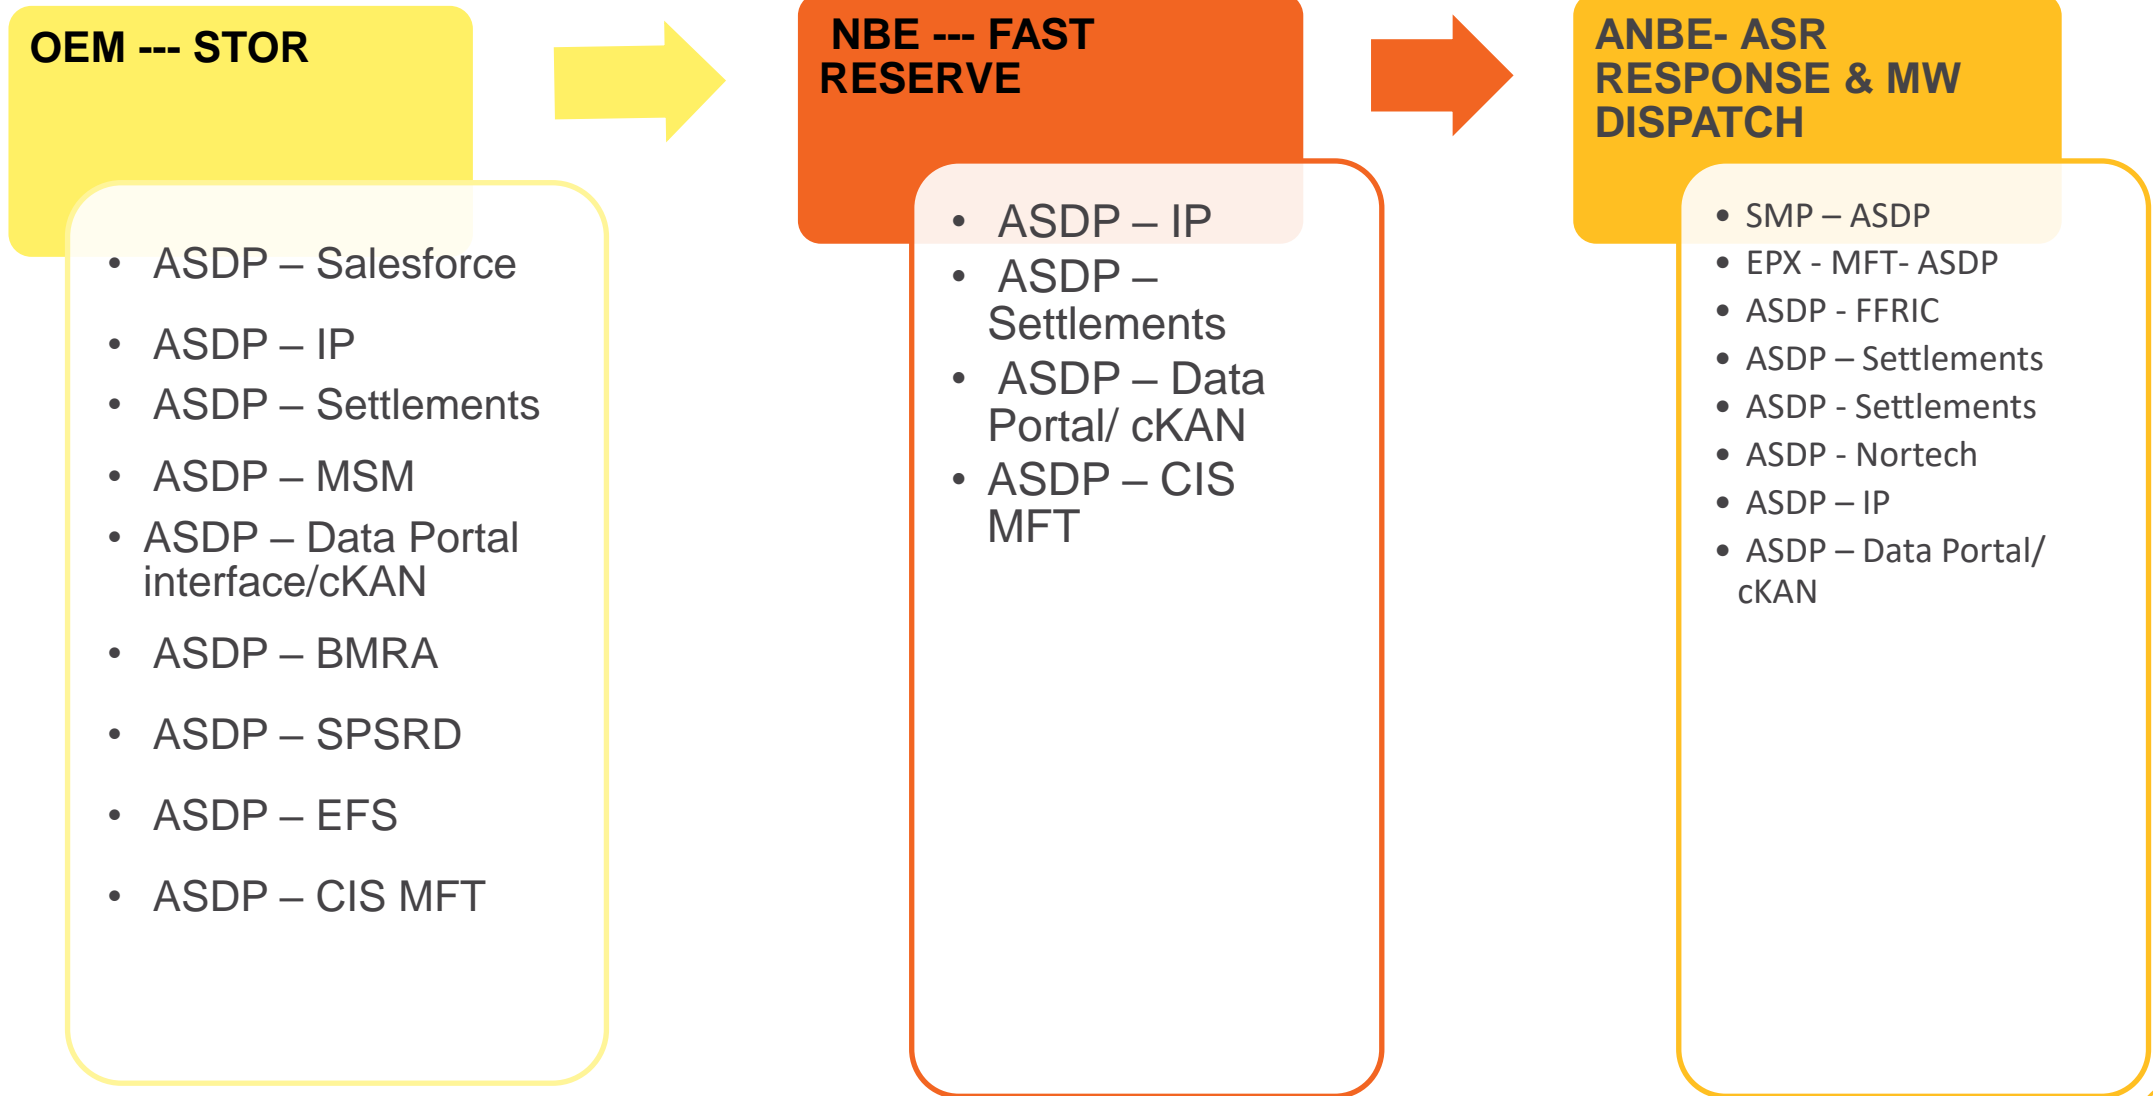 OEM --- STOR
• ASDP – Salesforce
• ASDP – IP
• ASDP – Settlements
• ASDP – MSM
• ASDP – Data Portal
interface/cKAN
• ASDP – BMRA
• ASDP – SPSRD
• ASDP – EFS
• ASDP – CIS MFT
NBE --- FAST
RESERVE
• ASDP – IP
• ASDP –
Settlements
• ASDP – Data
Portal/ cKAN
• ASDP – CIS
MFT
ANBE- ASR
RESPONSE & MW
DISPATCH
• SMP – ASDP
• EPX - MFT- ASDP
• ASDP - FFRIC
• ASDP – Settlements
• ASDP - Settlements
• ASDP - Nortech
• ASDP – IP
• ASDP – Data Portal/
cKAN